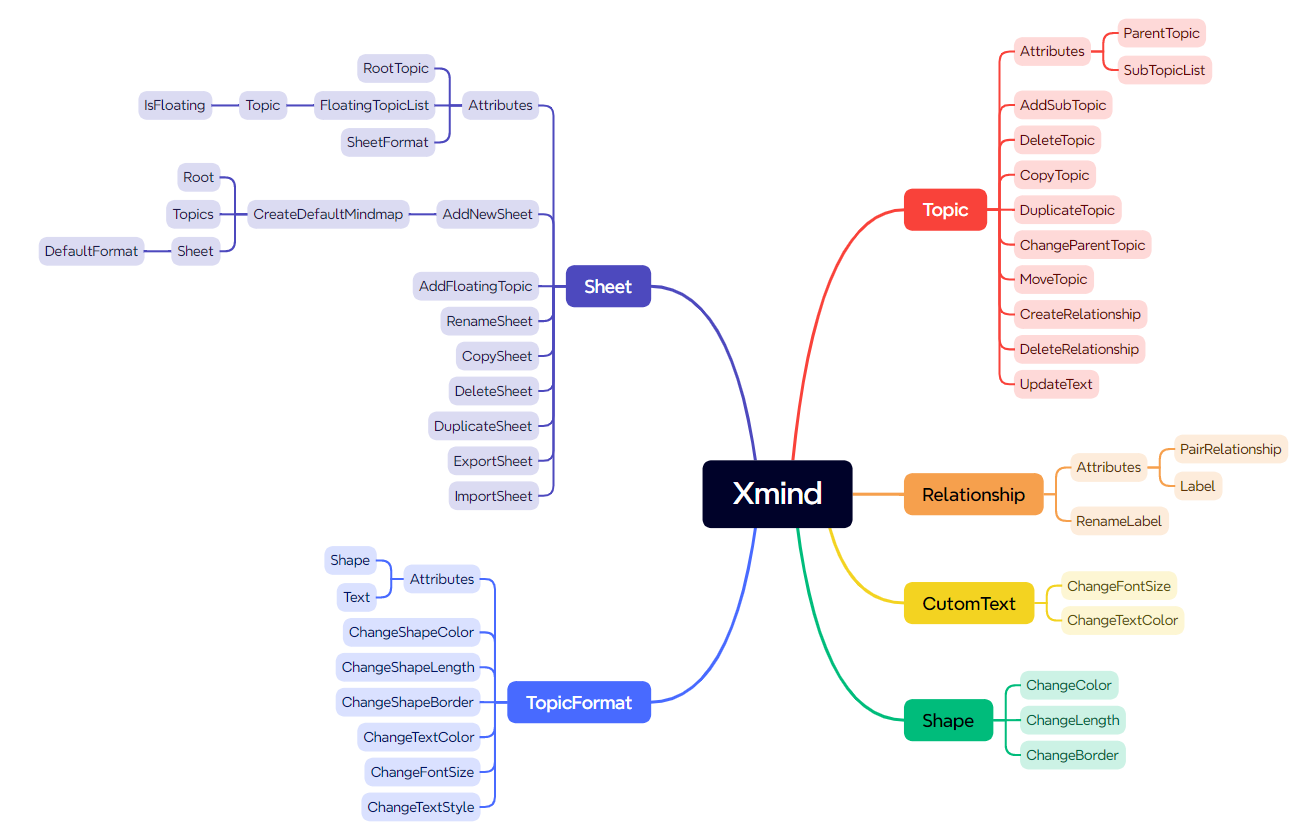 Xmind
Topic
Attributes
ParentTopic
SubTopicList
AddSubTopic
DeleteTopic
CopyTopic
DuplicateTopic
ChangeParentTopic
MoveTopic
CreateRelationship
DeleteRelationship
UpdateText
Relationship
Attributes
PairRelationship
Label
RenameLabel
CutomText
ChangeFontSize
ChangeTextColor
Shape
ChangeColor
ChangeLength
ChangeBorder
Sheet
Attributes
RootTopic
FloatingTopicList
Topic
IsFloating
SheetFormat
AddNewSheet
CreateDefaultMindmap
Root
Topics
Sheet
DefaultFormat
AddFloatingTopic
RenameSheet
CopySheet
DeleteSheet
DuplicateSheet
ExportSheet
ImportSheet
TopicFormat
Attributes
Shape
Text
ChangeShapeColor
ChangeShapeLength
ChangeShapeBorder
ChangeTextColor
ChangeFontSize
ChangeTextStyle